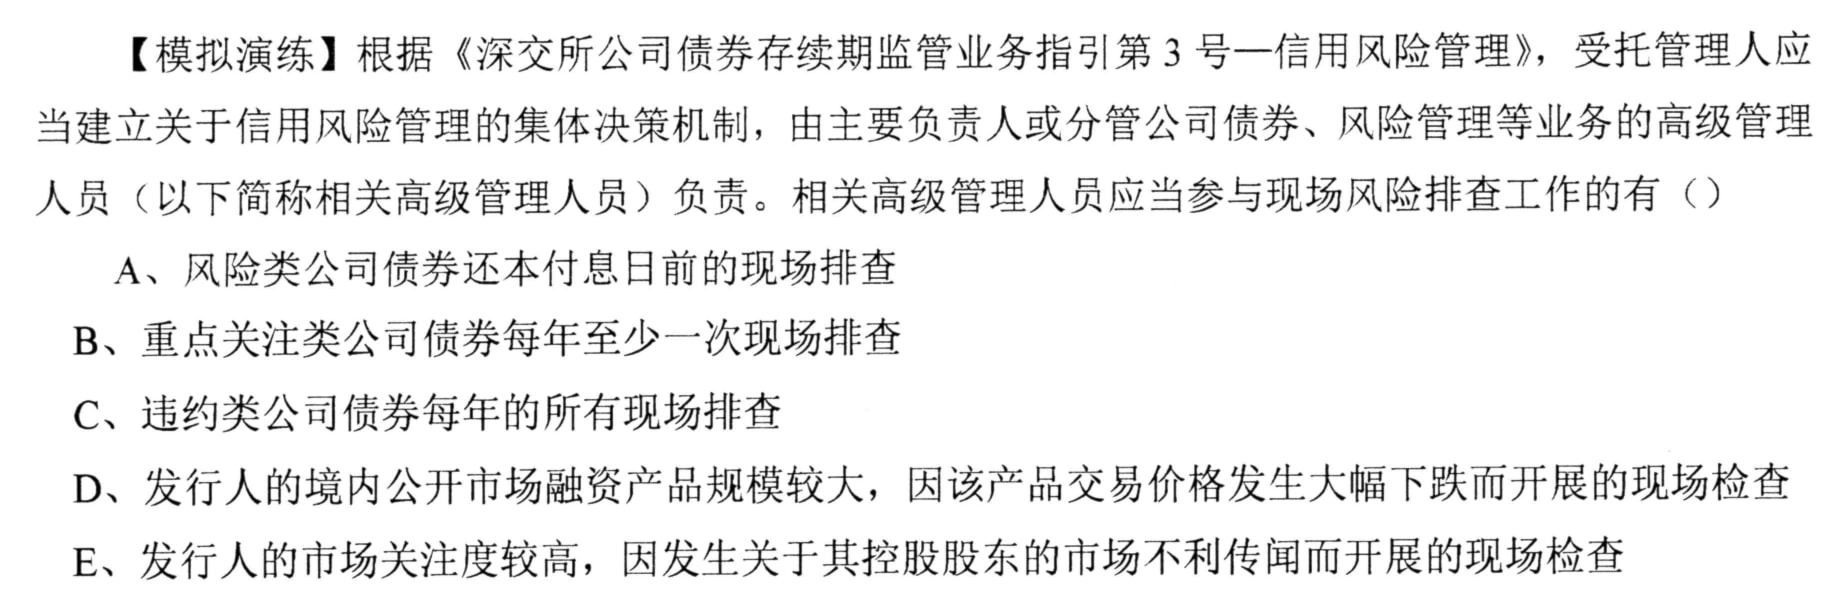 【模拟演练】根据《深交所公司债券存续期监管业务指引第 3 号—信用风险管理》，受托管理人应
当建立关于信用风险管理的集体决策机制，由主要负责人或分管公司债券、风险管理等业务的高级管理
人员（以下简称相关高级管理人员）负责。相关高级管理人员应当参与现场风险排查工作的有（）
A、风险类公司债券还本付息日前的现场排查
B、重点关注类公司债券每年至少一次现场排查
C、违约类公司债券每年的所有现场排查
D、发行人的境内公开市场融资产品规模较大，因该产品交易价格发生大幅下跌而开展的现场检查
E、发行人的市场关注度较高，因发生关于其控股股东的市场不利传闻而开展的现场检查